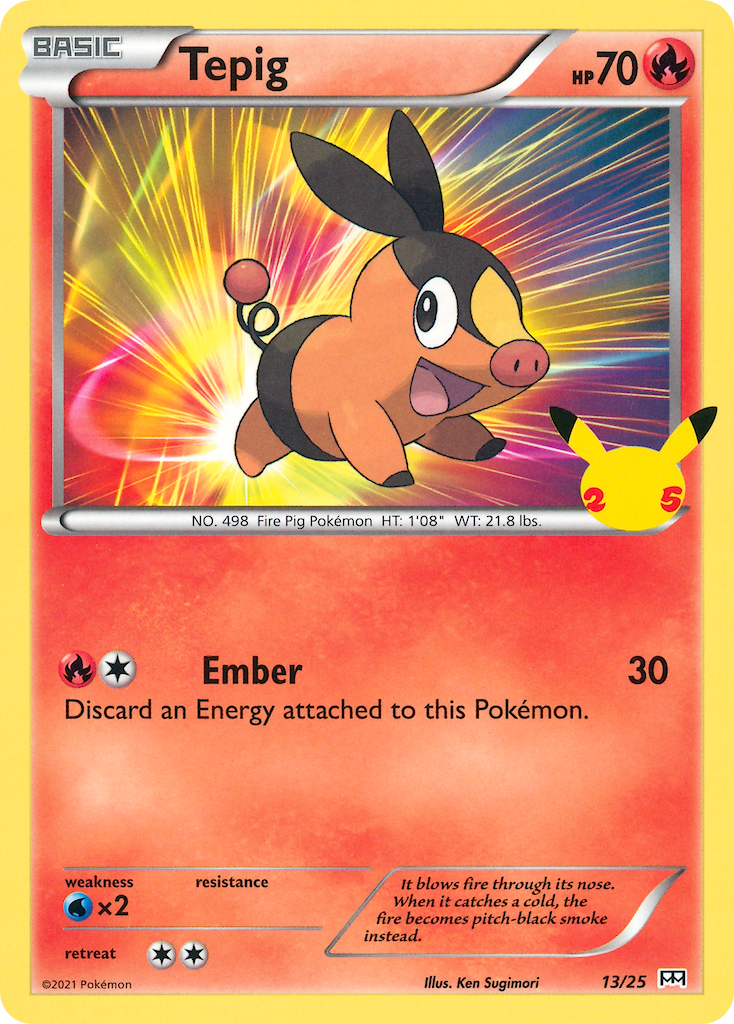 BASIC
Tepig
HP70
25
NO. 498 Fire Pig Pokémon HT: 1'08" WT: 21.8 lbs.
Ember 30
Discard an Energy attached to this Pokémon.
weakness resistance
×2
retreat
It blows fire through its nose.
When it catches a cold, the
fire becomes pitch-black smoke
instead.
©2021 Pokémon
Illus. Ken Sugimori
13/25